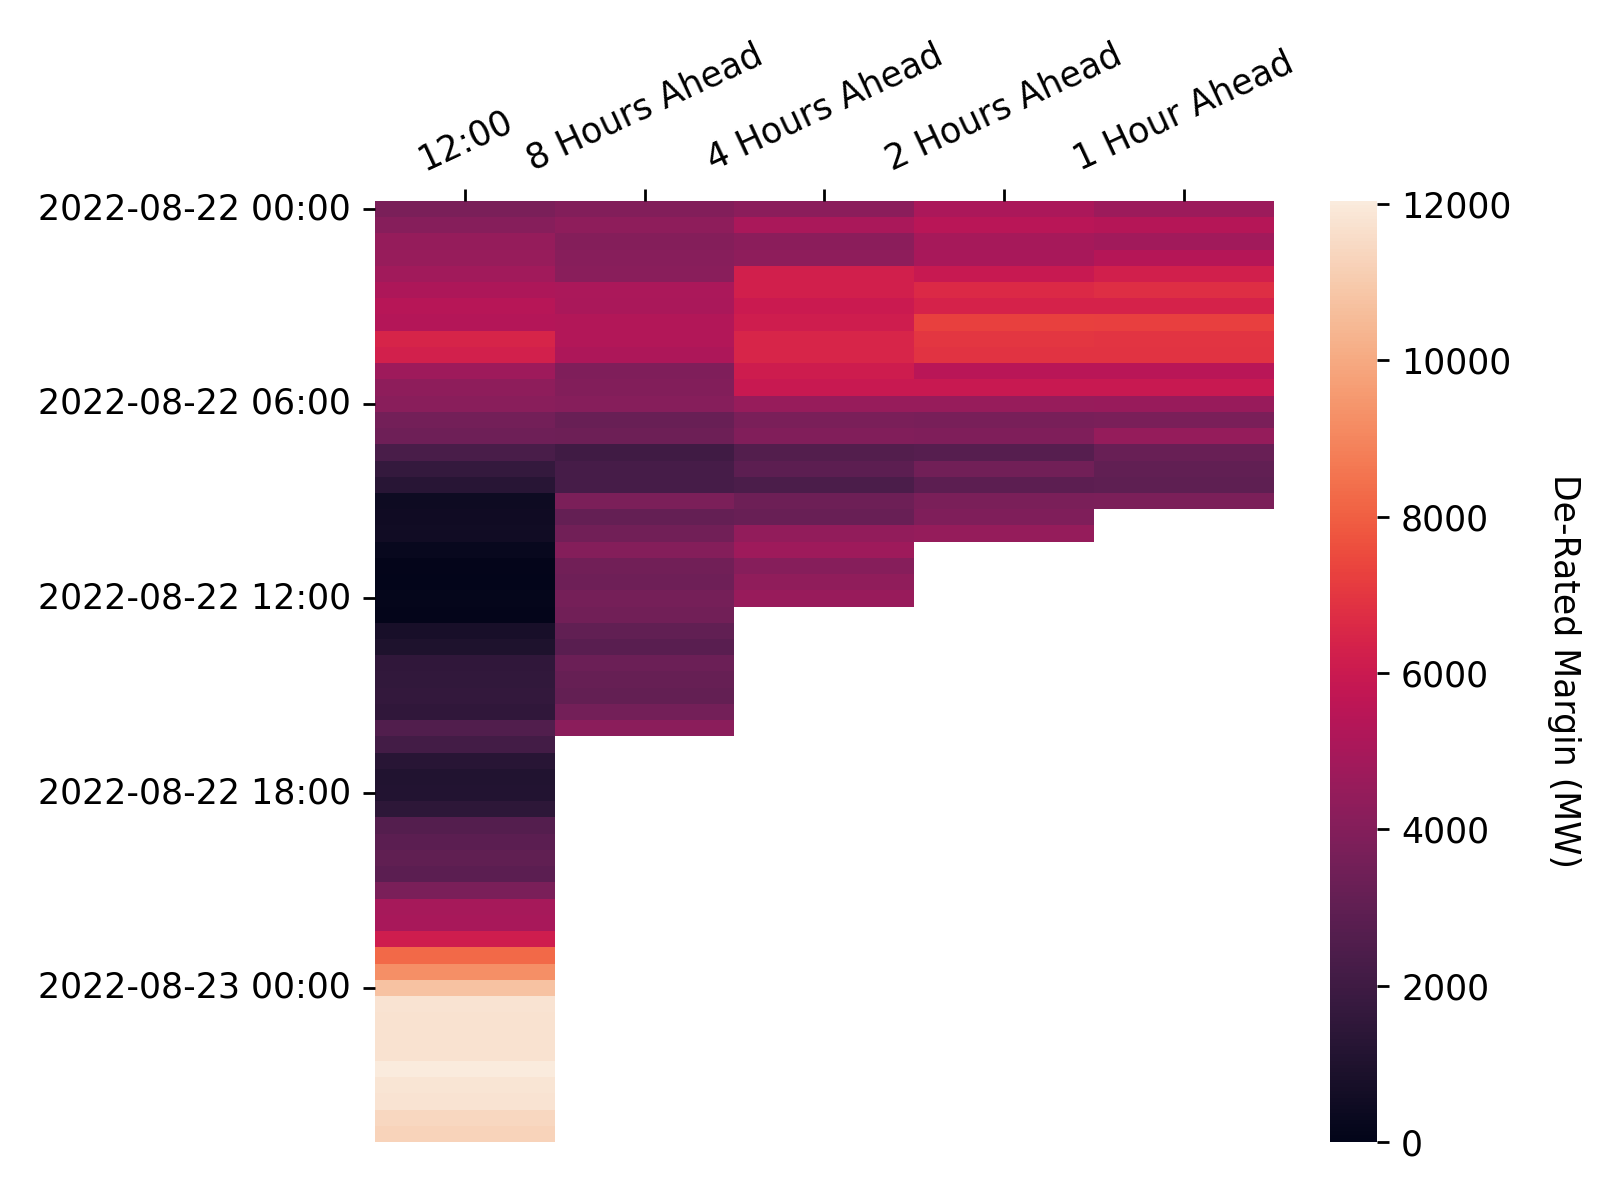 12:00
8 Hours Ahead
4 Hours Ahead
2 Hours Ahead
1 Hour Ahead
2022-08-22 00:00
2022-08-22 06:00
2022-08-22 12:00
2022-08-22 18:00
2022-08-23 00:00
12000
10000
8000
6000
4000
2000
0
De-Rated Margin (MW)